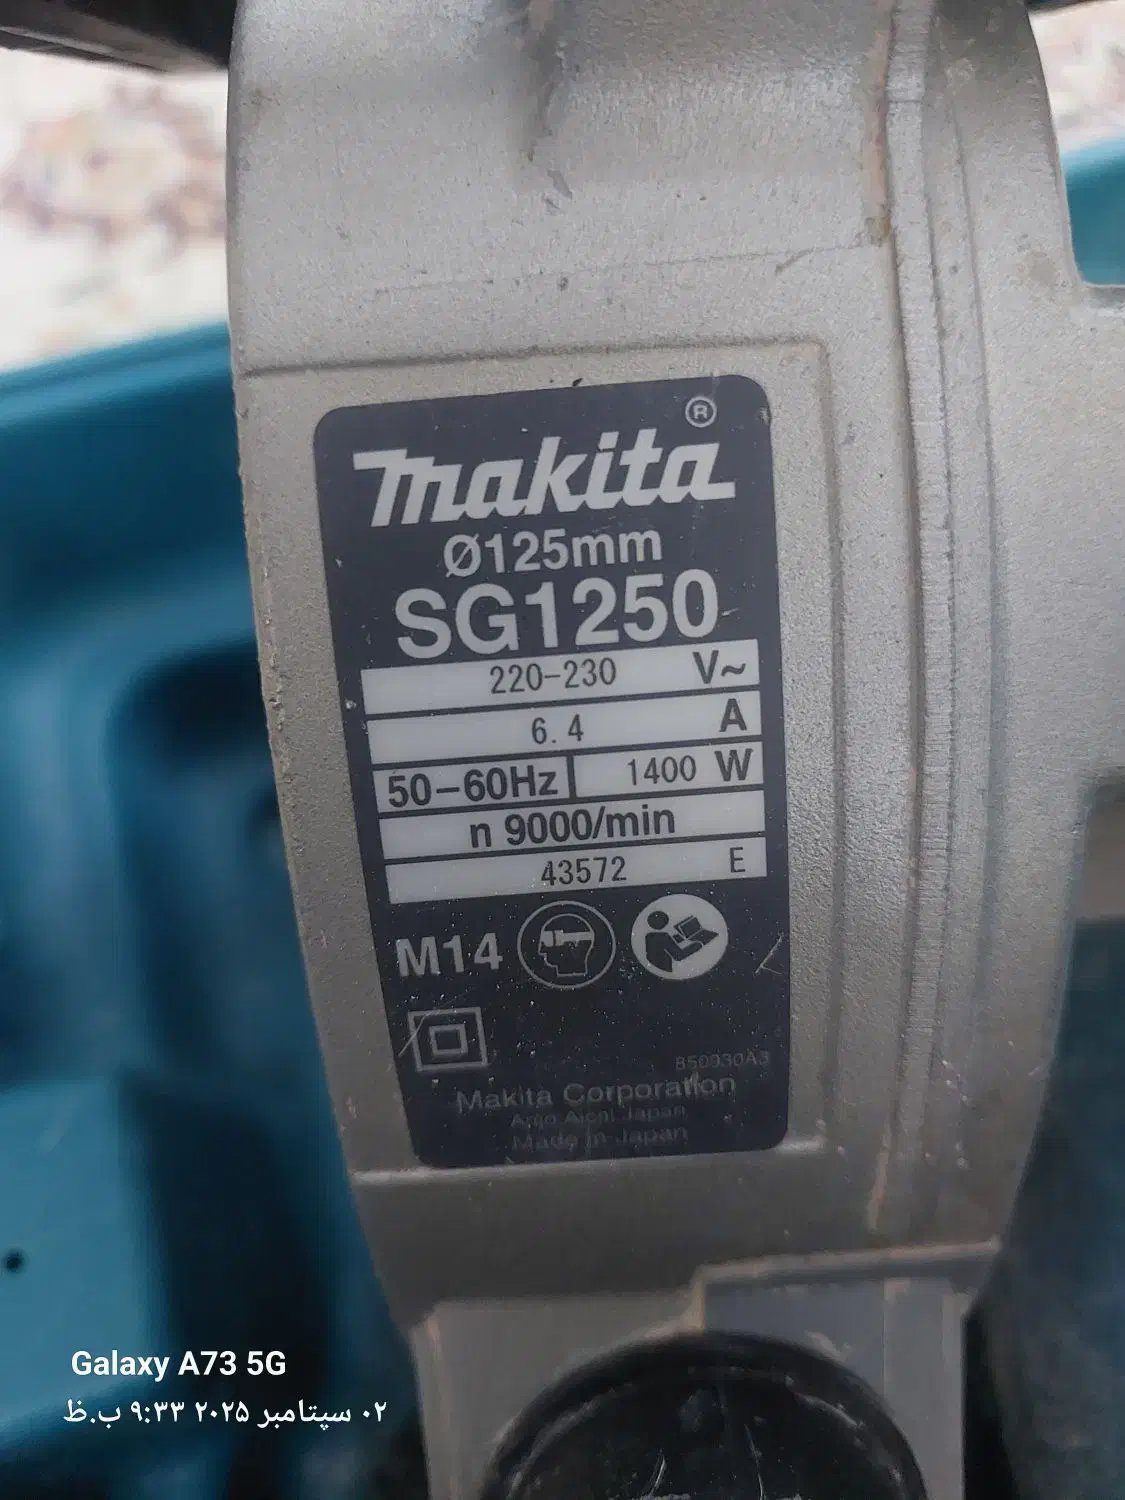 makita®
Ø125mm
SG1250
220-230 V~
6.4 A
50-60Hz 1400 W
n 9000/min
43572 E
M14
850930A3
Makita Corporation
Anjo Aichi Japan
Made in Japan
Galaxy A73 5G
۰۲ سپتامبر ۲۰۲۵ ۹:۳۳ ب.ظ